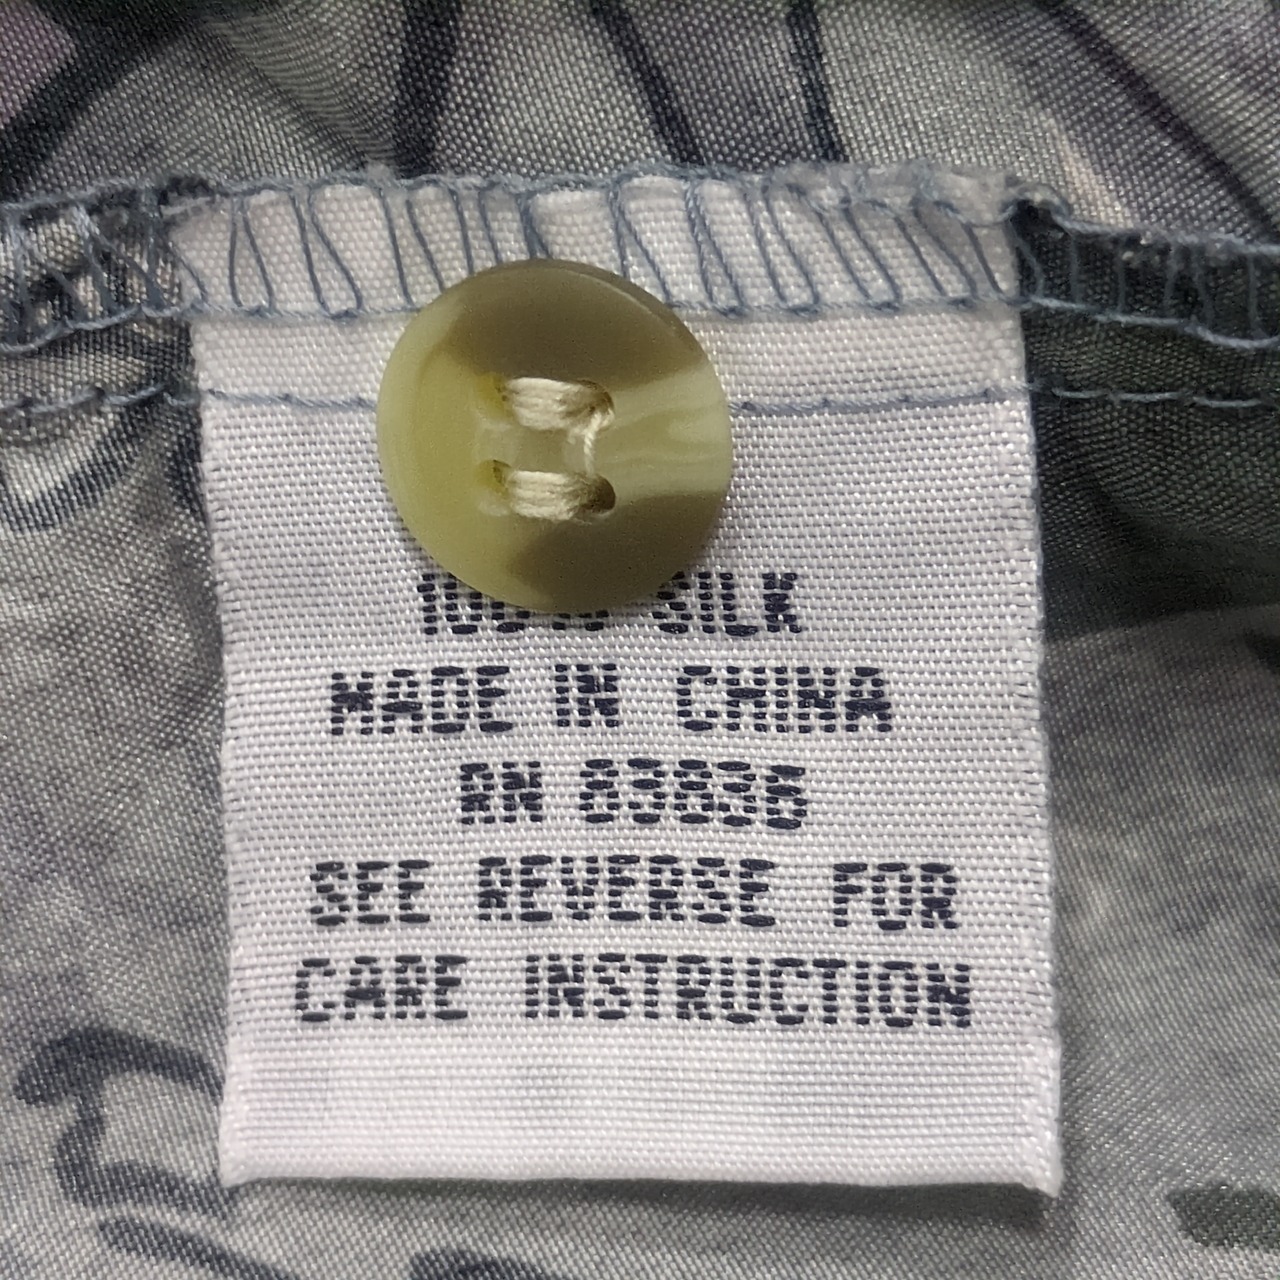 100% SILK
MADE IN CHINA
RN 83836
SEE REVERSE FOR
CARE INSTRUCTION